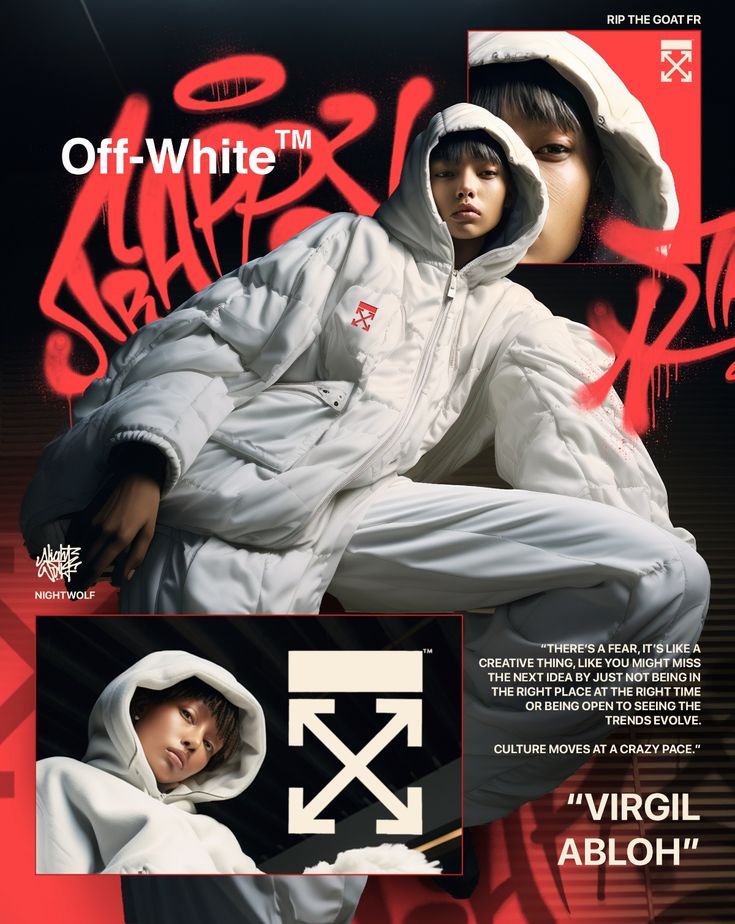 RIP THE GOAT FR
Off-White™
NIGHTWOLF
"THERE'S A FEAR, IT'S LIKE A
CREATIVE THING, LIKE YOU MIGHT MISS
THE NEXT IDEA BY JUST NOT BEING IN
THE RIGHT PLACE AT THE RIGHT TIME
OR BEING OPEN TO SEEING THE
TRENDS EVOLVE.
CULTURE MOVES AT A CRAZY PACE."
™
"VIRGIL
ABLOH"